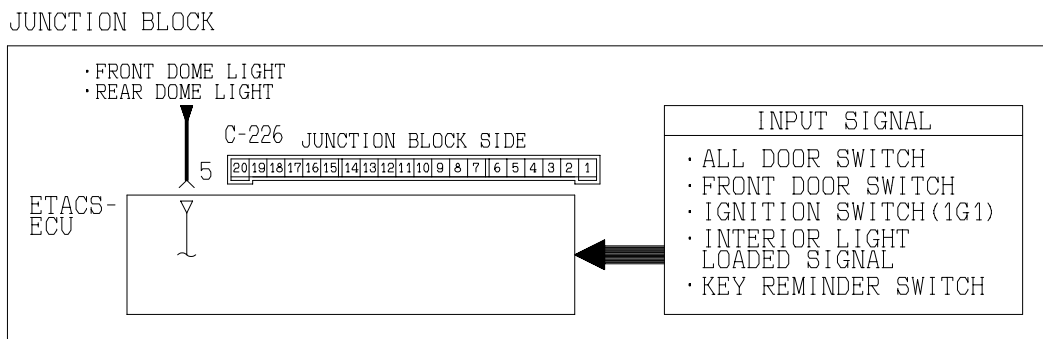 JUNCTION BLOCK
·FRONT DOME LIGHT
·REAR DOME LIGHT
C-226 JUNCTION BLOCK SIDE
5
20 19 18 17 16 15 14 13 12 11 10 9 8 7 6 5 4 3 2 1
ETACS-
ECU
INPUT SIGNAL
·ALL DOOR SWITCH
·FRONT DOOR SWITCH
·IGNITION SWITCH(1G1)
·INTERIOR LIGHT
LOADED SIGNAL
·KEY REMINDER SWITCH